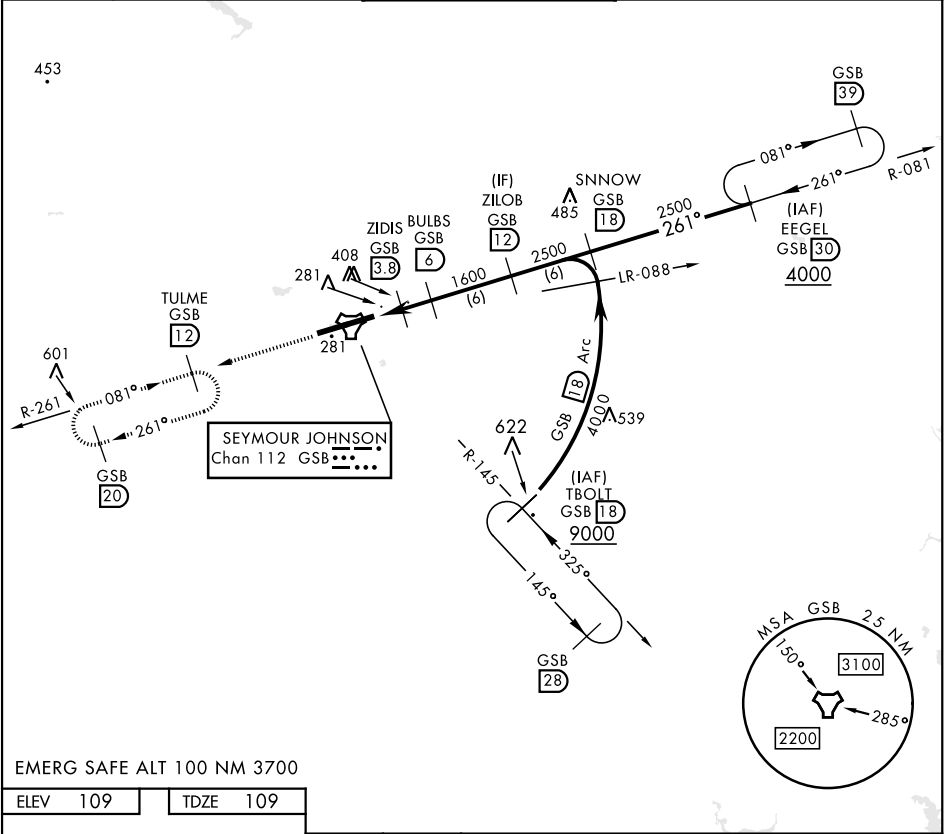 453
GSB
39
081°
261°
R-081
(IAF)
EEGEL
GSB 30
4000
SNNOW
GSB
18
485
2500
261°
(IF)
ZILOB
GSB
12
2500
(6)
LR-088
BULBS
GSB
6
1600
(6)
ZIDIS
GSB
3.8
408
281
281
TULME
GSB
12
601
R-261
081°
261°
GSB
20
SEYMOUR JOHNSON
Chan 112 GSB
GSB 18 Arc
4000
539
622
R-145
(IAF)
TBOLT
GSB 18
9000
325°
145°
GSB
28
MSA GSB 25 NM
150°
3100
285°
2200
EMERG SAFE ALT 100 NM 3700
ELEV 109
TDZE 109